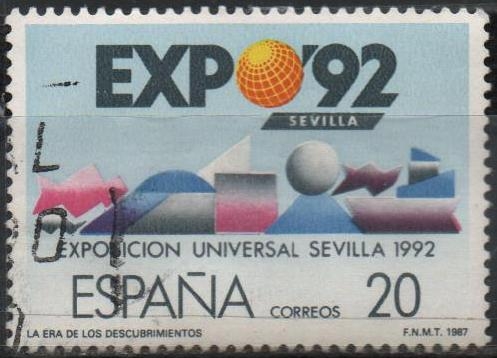 EXPO'92
SEVILLA
EXPOSICION UNIVERSAL SEVILLA 1992
ESPAÑA CORREOS 20
LA ERA DE LOS DESCUBRIMIENTOS F.N.M.T. 1987